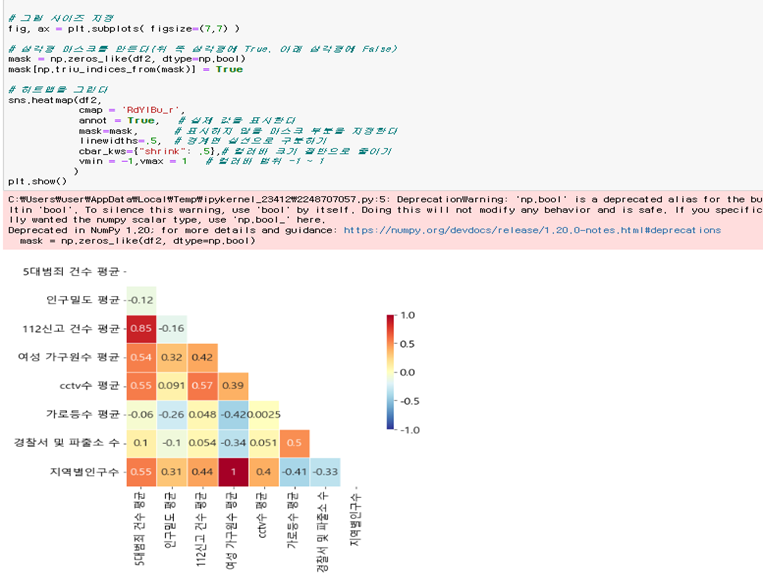 # 그림 사이즈 지정
fig, ax = plt.subplots( figsize=(7,7) )
# 삼각형 마스크를 만든다(위 쪽 삼각형에 True, 아래 삼각형에 False)
mask = np.zeros_like(df2, dtype=np.bool)
mask[np.triu_indices_from(mask)] = True
# 히트맵을 그린다
sns.heatmap(df2,
cmap = 'RdYlBu_r',
annot = True, # 실제 값을 표시한다
mask=mask, # 표시하지 않을 마스크 부분을 지정한다
linewidths=.5, # 경계면 실선으로 구분하기
cbar_kws={"shrink": .5},# 컬러바 크기 절반으로 줄이기
vmin = -1,vmax = 1 # 컬러바 범위 -1 ~ 1
)
plt.show()
C:₩Users₩user₩AppData₩Local₩Temp₩ipykernel_23412₩2248707057.py:5: DeprecationWarning: 'np.bool' is a deprecated alias for the bu
ltin 'bool'. To silence this warning, use 'bool' by itself. Doing this will not modify any behavior and is safe. If you specific
lly wanted the numpy scalar type, use 'np.bool_' here.
Deprecated in NumPy 1.20; for more details and guidance: https://numpy.org/devdocs/release/1.20.0-notes.html#deprecations
mask = np.zeros_like(df2, dtype=np.bool)
5대범죄 건수 평균
인구밀도 평균 -0.12
112신고 건수 평균 0.85 -0.16
여성 가구원수 평균 0.54 0.32 0.42
cctv수 평균 0.55 0.091 0.57 0.39
가로등수 평균 -0.06 -0.26 0.048 -0.42 0.0025
경찰서 및 파출소 수 0.1 -0.1 0.054 -0.34 0.051 0.5
지역별인구수 0.55 0.31 0.44 1 0.4 -0.41 -0.33
5대범죄 건수 평균
인구밀도 평균
112신고 건수 평균
여성 가구원수 평균
cctv수 평균
가로등수 평균
경찰서 및 파출소 수
지역별인구수
1.0
0.5
0.0
-0.5
-1.0